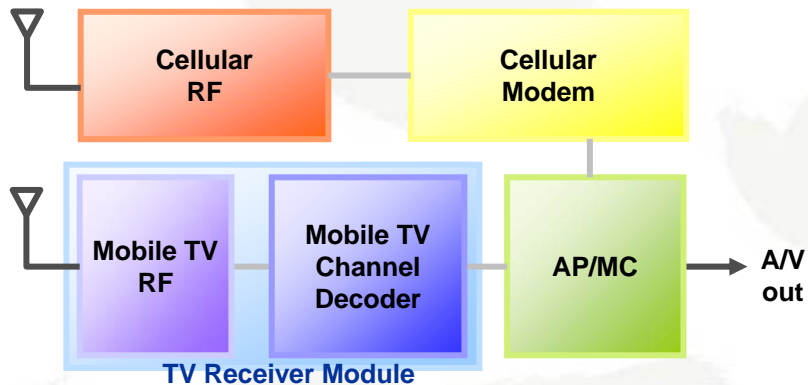 Cellular
RF
Cellular
Modem
Mobile TV
RF
Mobile TV
Channel
Decoder
AP/MC
A/V
out
TV Receiver Module